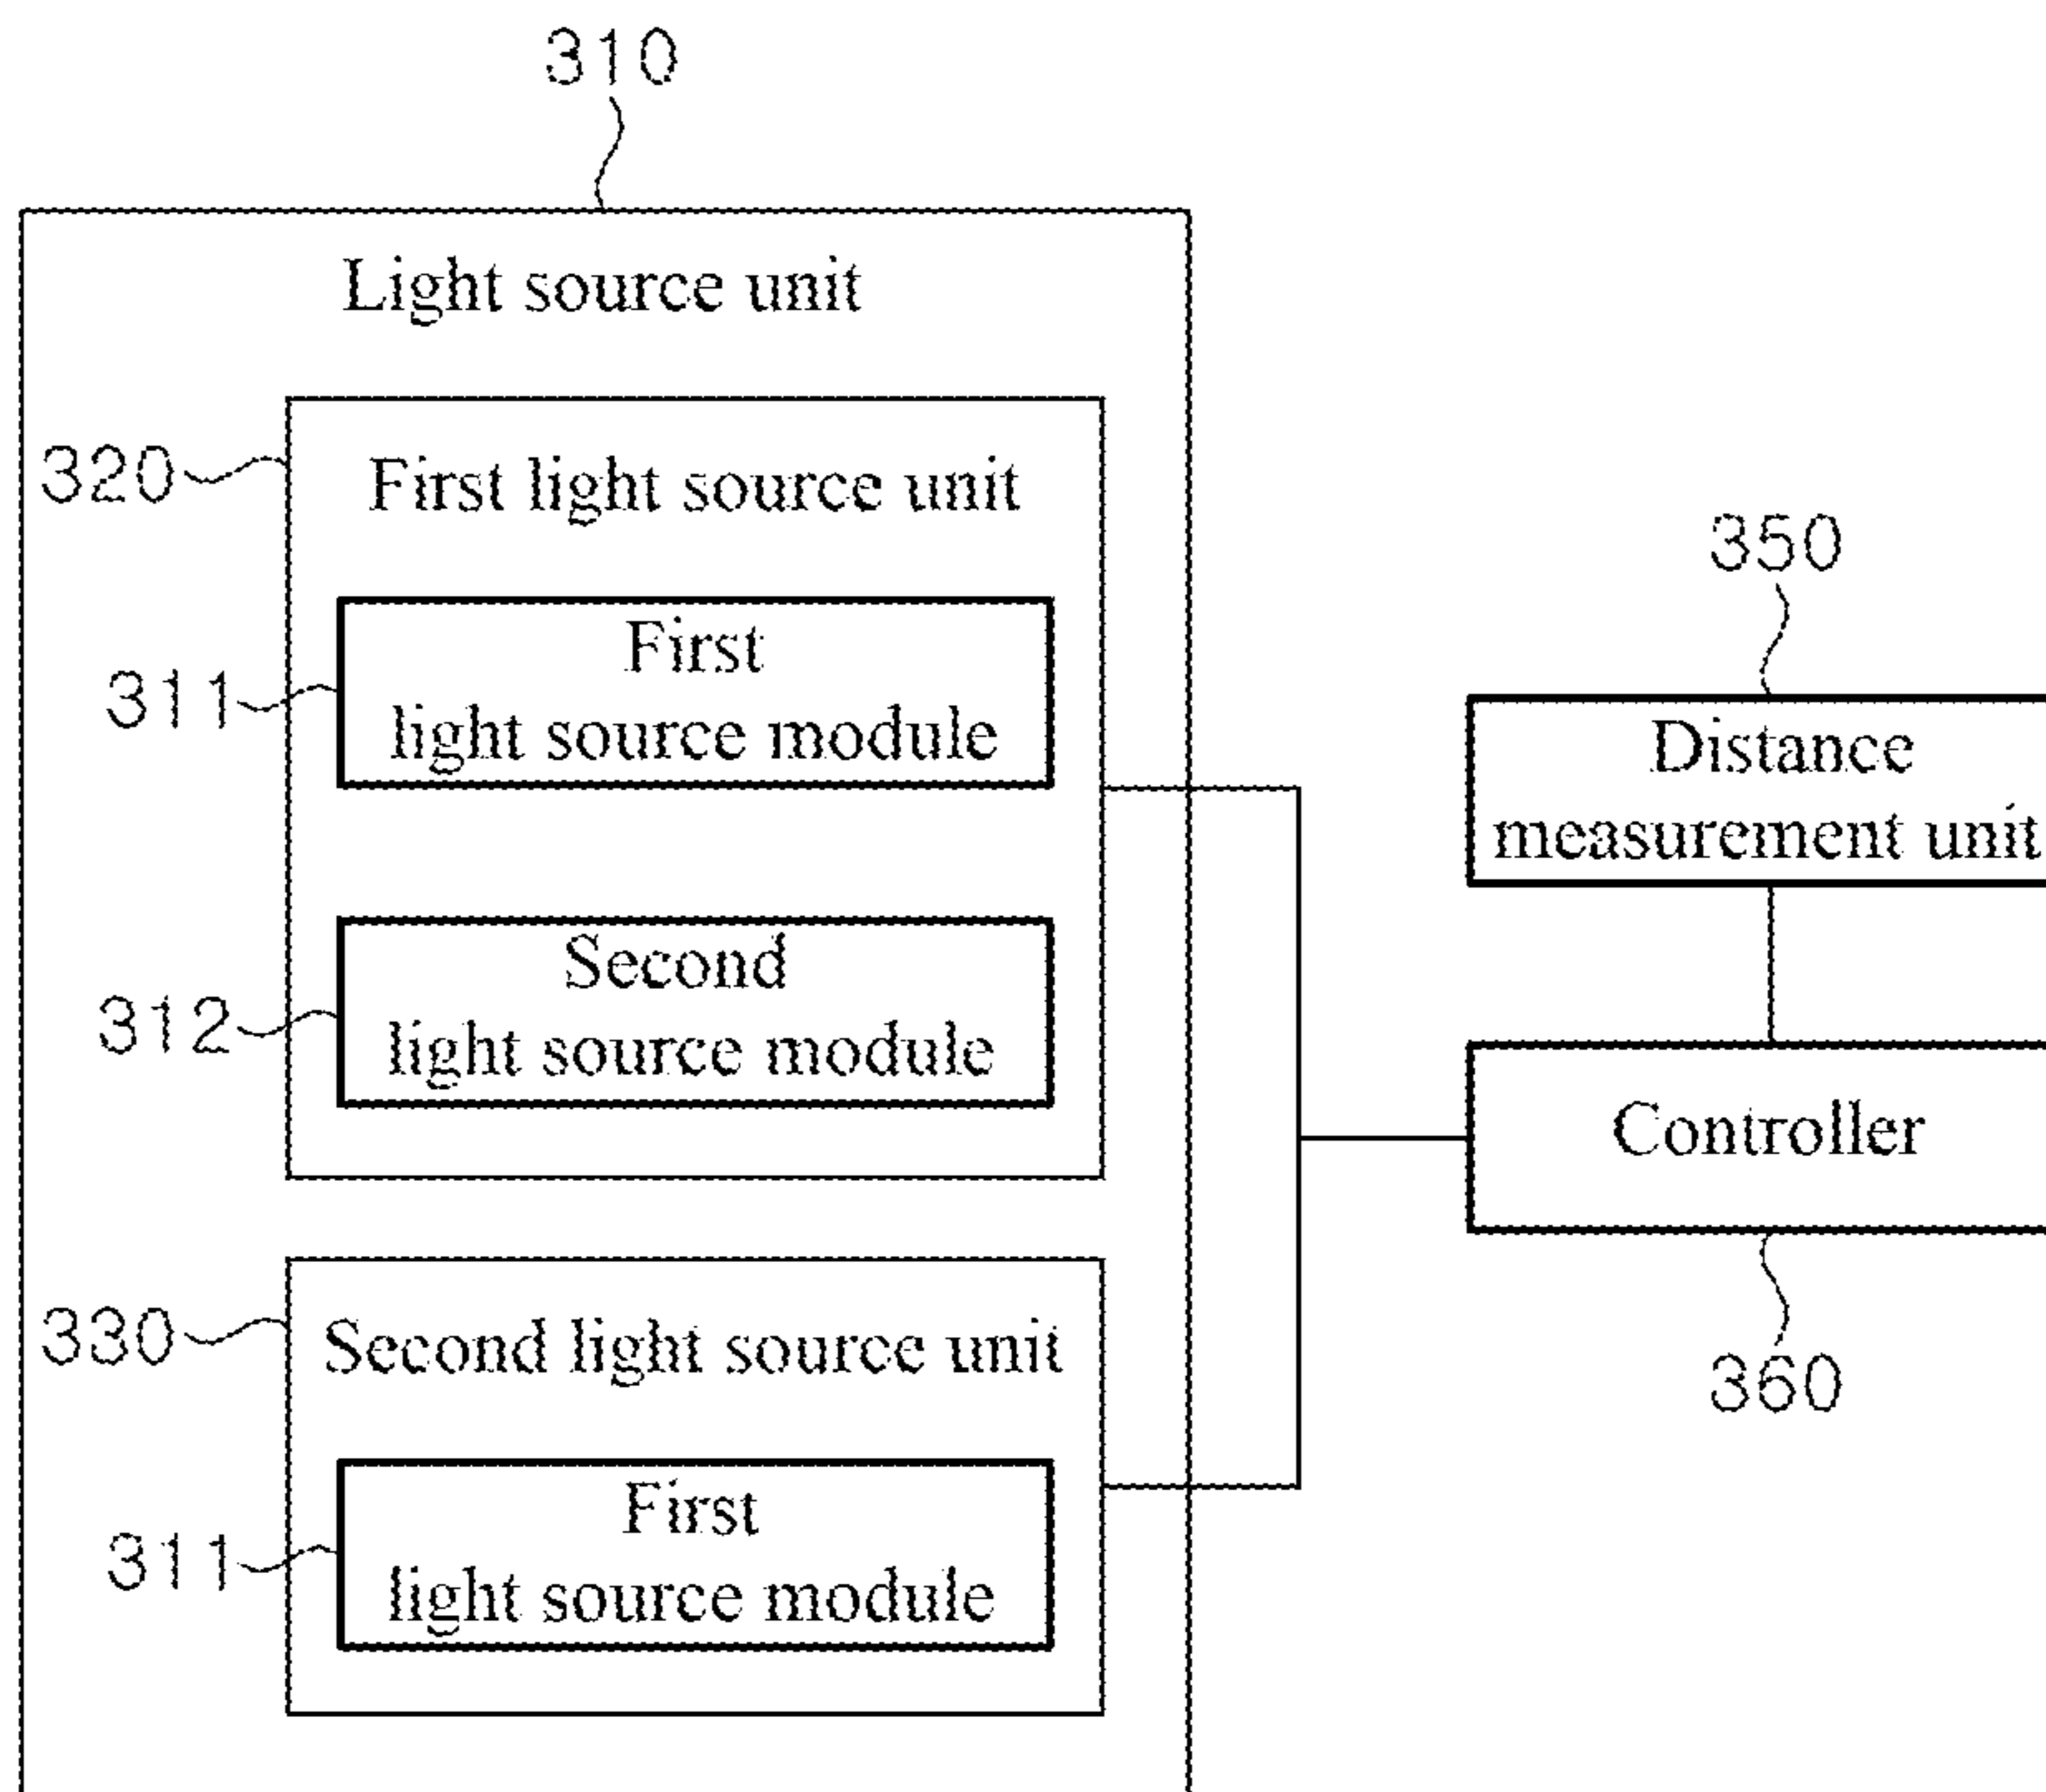 310
Light source unit
320
First light source unit
311
First
light source module
312
Second
light source module
330
Second light source unit
311
First
light source module
350
Distance
measurement unit
Controller
360